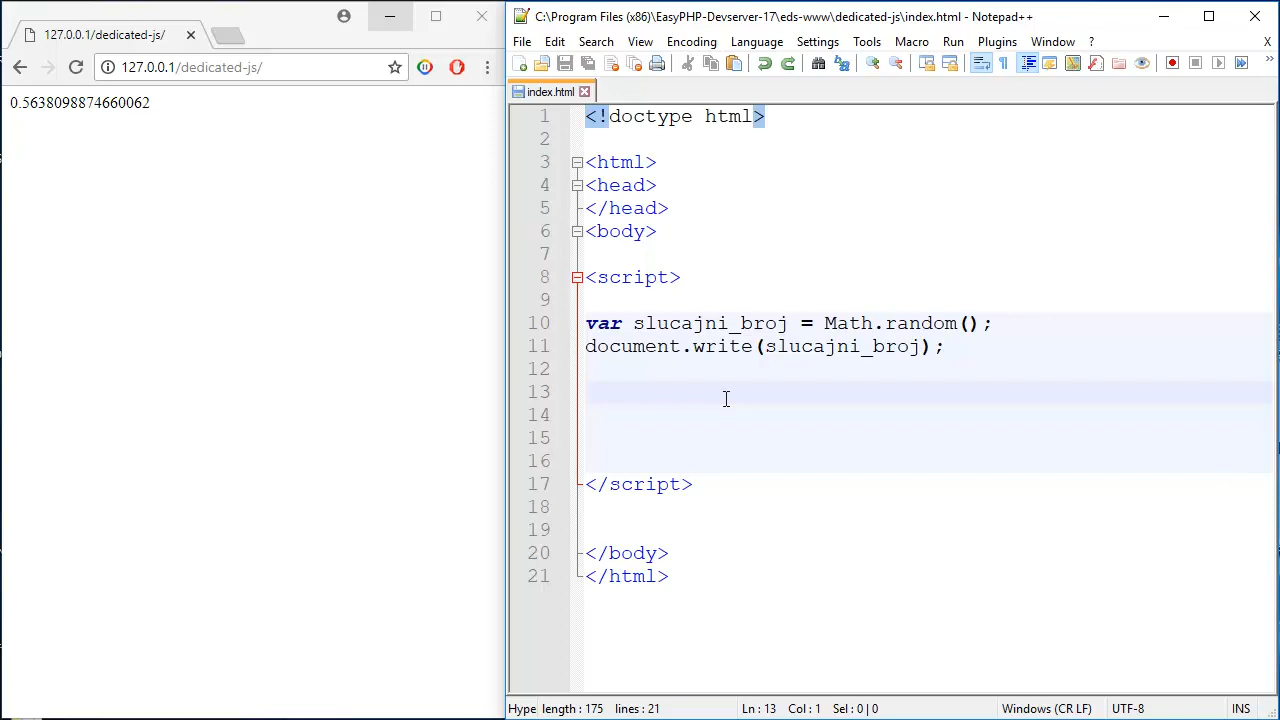 127.0.0.1/dedicated-js/
127.0.0.1/dedicated-js/
0.5638098874660062
C:\Program Files (x86)\EasyPHP-Devserver-17\eds-www\dedicated-js\index.html - Notepad++
File Edit Search View Encoding Language Settings Tools Macro Run Plugins Window ? X
index.html
1 <!doctype html>
2
3 <html>
4 <head>
5 </head>
6 <body>
7
8 <script>
9
10 var slucajni_broj = Math.random();
11 document.write(slucajni_broj);
12
13
14
15
16
17 </script>
18
19
20 </body>
21 </html>
Hype length : 175 lines : 21 Ln : 13 Col : 1 Sel : 0 | 0 Windows (CR LF) UTF-8 INS